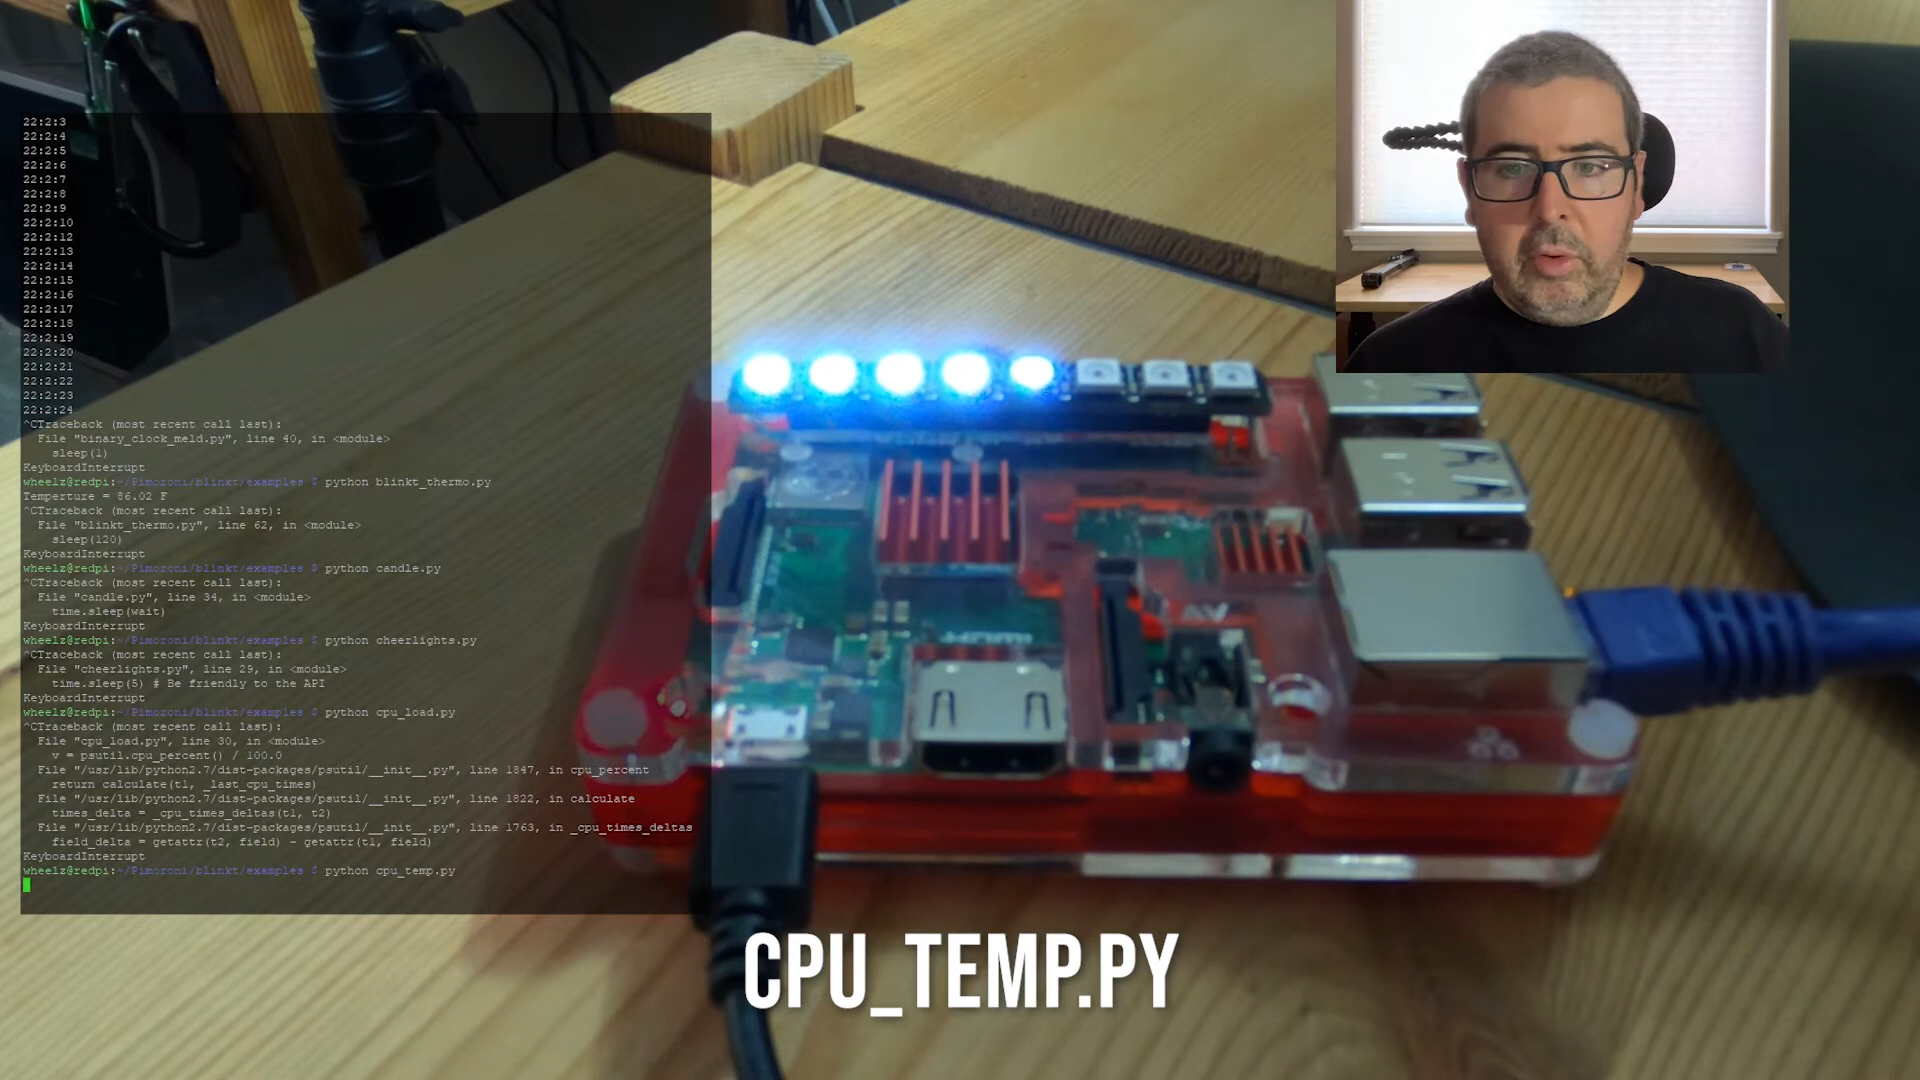 22:2:3
22:2:4
22:2:5
22:2:6
22:2:7
22:2:8
22:2:9
22:2:10
22:2:12
22:2:13
22:2:14
22:2:15
22:2:16
22:2:17
22:2:18
22:2:19
22:2:20
22:2:21
22:2:22
22:2:23
22:2:24
^CTraceback (most recent call last):
  File "binary_clock_meld.py", line 40, in <module>
    sleep(1)
KeyboardInterrupt
wheelz@redpi:~/Pimoroni/blinkt/examples $ python blinkt_thermo.py
Temperture = 86.02 F
^CTraceback (most recent call last):
  File "blinkt_thermo.py", line 62, in <module>
    sleep(120)
KeyboardInterrupt
wheelz@redpi:~/Pimoroni/blinkt/examples $ python candle.py
^CTraceback (most recent call last):
  File "candle.py", line 34, in <module>
    time.sleep(wait)
KeyboardInterrupt
wheelz@redpi:~/Pimoroni/blinkt/examples $ python cheerlights.py
^CTraceback (most recent call last):
  File "cheerlights.py", line 29, in <module>
    time.sleep(5) # Be friendly to the API
KeyboardInterrupt
wheelz@redpi:~/Pimoroni/blinkt/examples $ python cpu_load.py
^CTraceback (most recent call last):
  File "cpu_load.py", line 30, in <module>
    v = psutil.cpu_percent() / 100.0
  File "/usr/lib/python2.7/dist-packages/psutil/__init__.py", line 1847, in cpu_percent
    return calculate(t1, _last_cpu_times)
  File "/usr/lib/python2.7/dist-packages/psutil/__init__.py", line 1822, in calculate
    times_delta = _cpu_times_deltas(t1, t2)
  File "/usr/lib/python2.7/dist-packages/psutil/__init__.py", line 1763, in _cpu_times_deltas
    field_delta = getattr(t2, field) - getattr(t1, field)
KeyboardInterrupt
wheelz@redpi:~/Pimoroni/blinkt/examples $ python cpu_temp.py
AV
HDMI
CPU_TEMP.PY